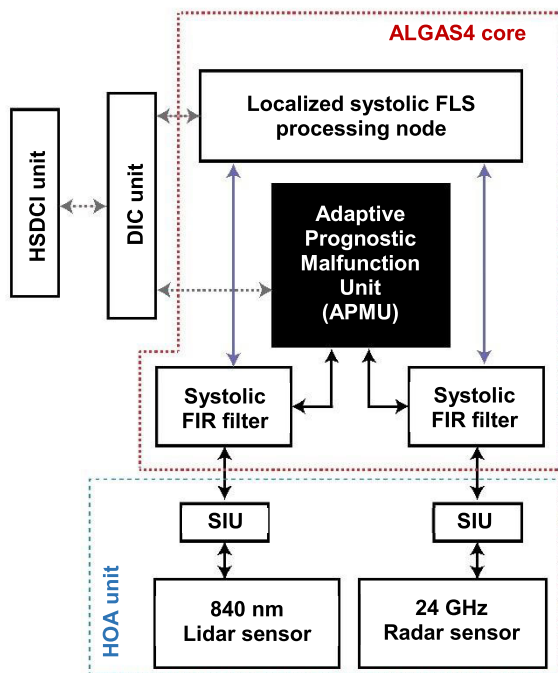 ALGAS4 core
Localized systolic FLS
processing node
HSDCI unit
DIC unit
Adaptive
Prognostic
Malfunction
Unit
(APMU)
Systolic
FIR filter
Systolic
FIR filter
HOA unit
SIU
SIU
840 nm
Lidar sensor
24 GHz
Radar sensor